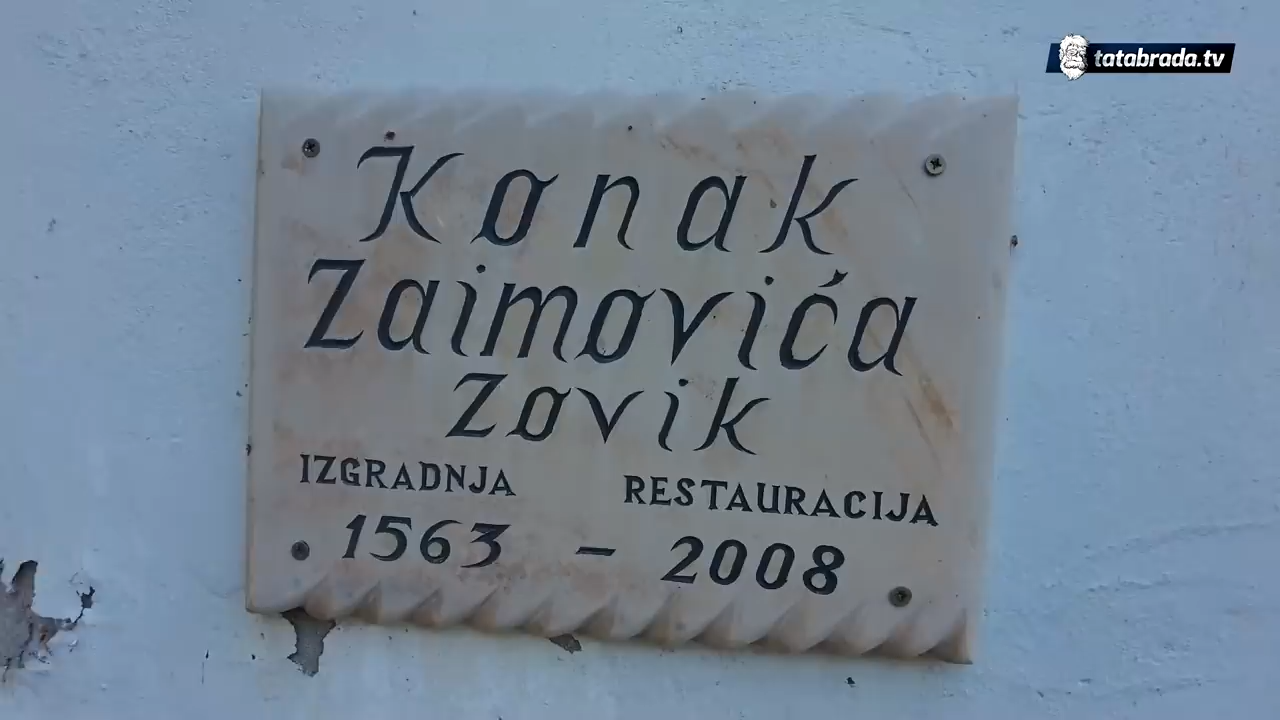 tatabrada.tv
Konak
Zaimovića
Zovik
IZGRADNJA RESTAURACIJA
1563 – 2008